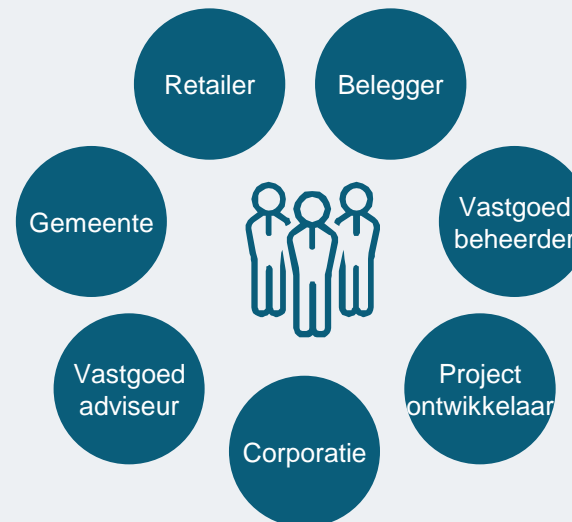 Retailer
Belegger
Gemeente
Vastgoed
beheerder
Vastgoed
adviseur
Project
ontwikkelaar
Corporatie